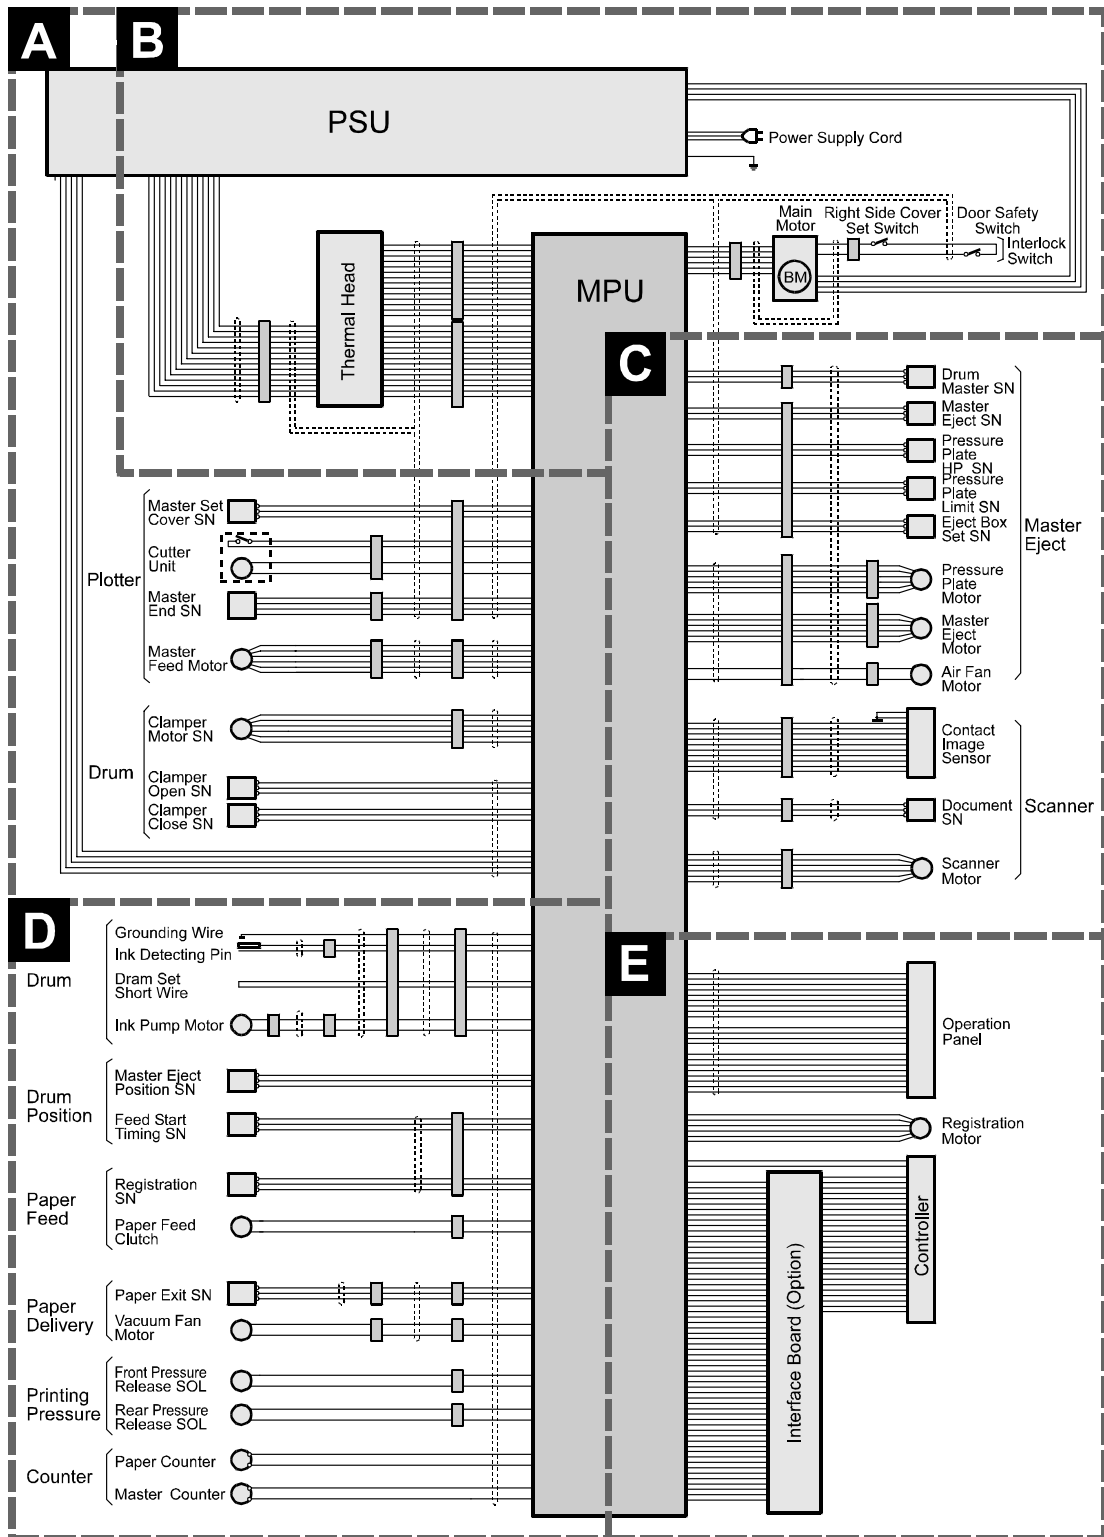 A
B
PSU
Power Supply Cord
Main
Motor
Right Side Cover
Set Switch
Door Safety
Switch
Interlock
Switch
BM
Thermal Head
MPU
C
Drum
Master SN
Master
Eject SN
Pressure
Plate
HP SN
Pressure
Plate
Limit SN
Eject Box
Set SN
Master
Eject
Pressure
Plate
Motor
Master
Eject
Motor
Air Fan
Motor
Contact
Image
Sensor
Document
SN
Scanner
Scanner
Motor
Plotter
Master Set
Cover SN
Cutter
Unit
Master
End SN
Master
Feed Motor
Drum
Clamper
Motor SN
Clamper
Open SN
Clamper
Close SN
D
Drum
Grounding Wire
Ink Detecting Pin
Dram Set
Short Wire
Ink Pump Motor
Drum
Position
Master Eject
Position SN
Feed Start
Timing SN
Paper
Feed
Registration
SN
Paper Feed
Clutch
Paper
Delivery
Paper Exit SN
Vacuum Fan
Motor
Printing
Pressure
Front Pressure
Release SOL
Rear Pressure
Release SOL
Counter
Paper Counter
Master Counter
E
Operation
Panel
Registration
Motor
Controller
Interface Board (Option)